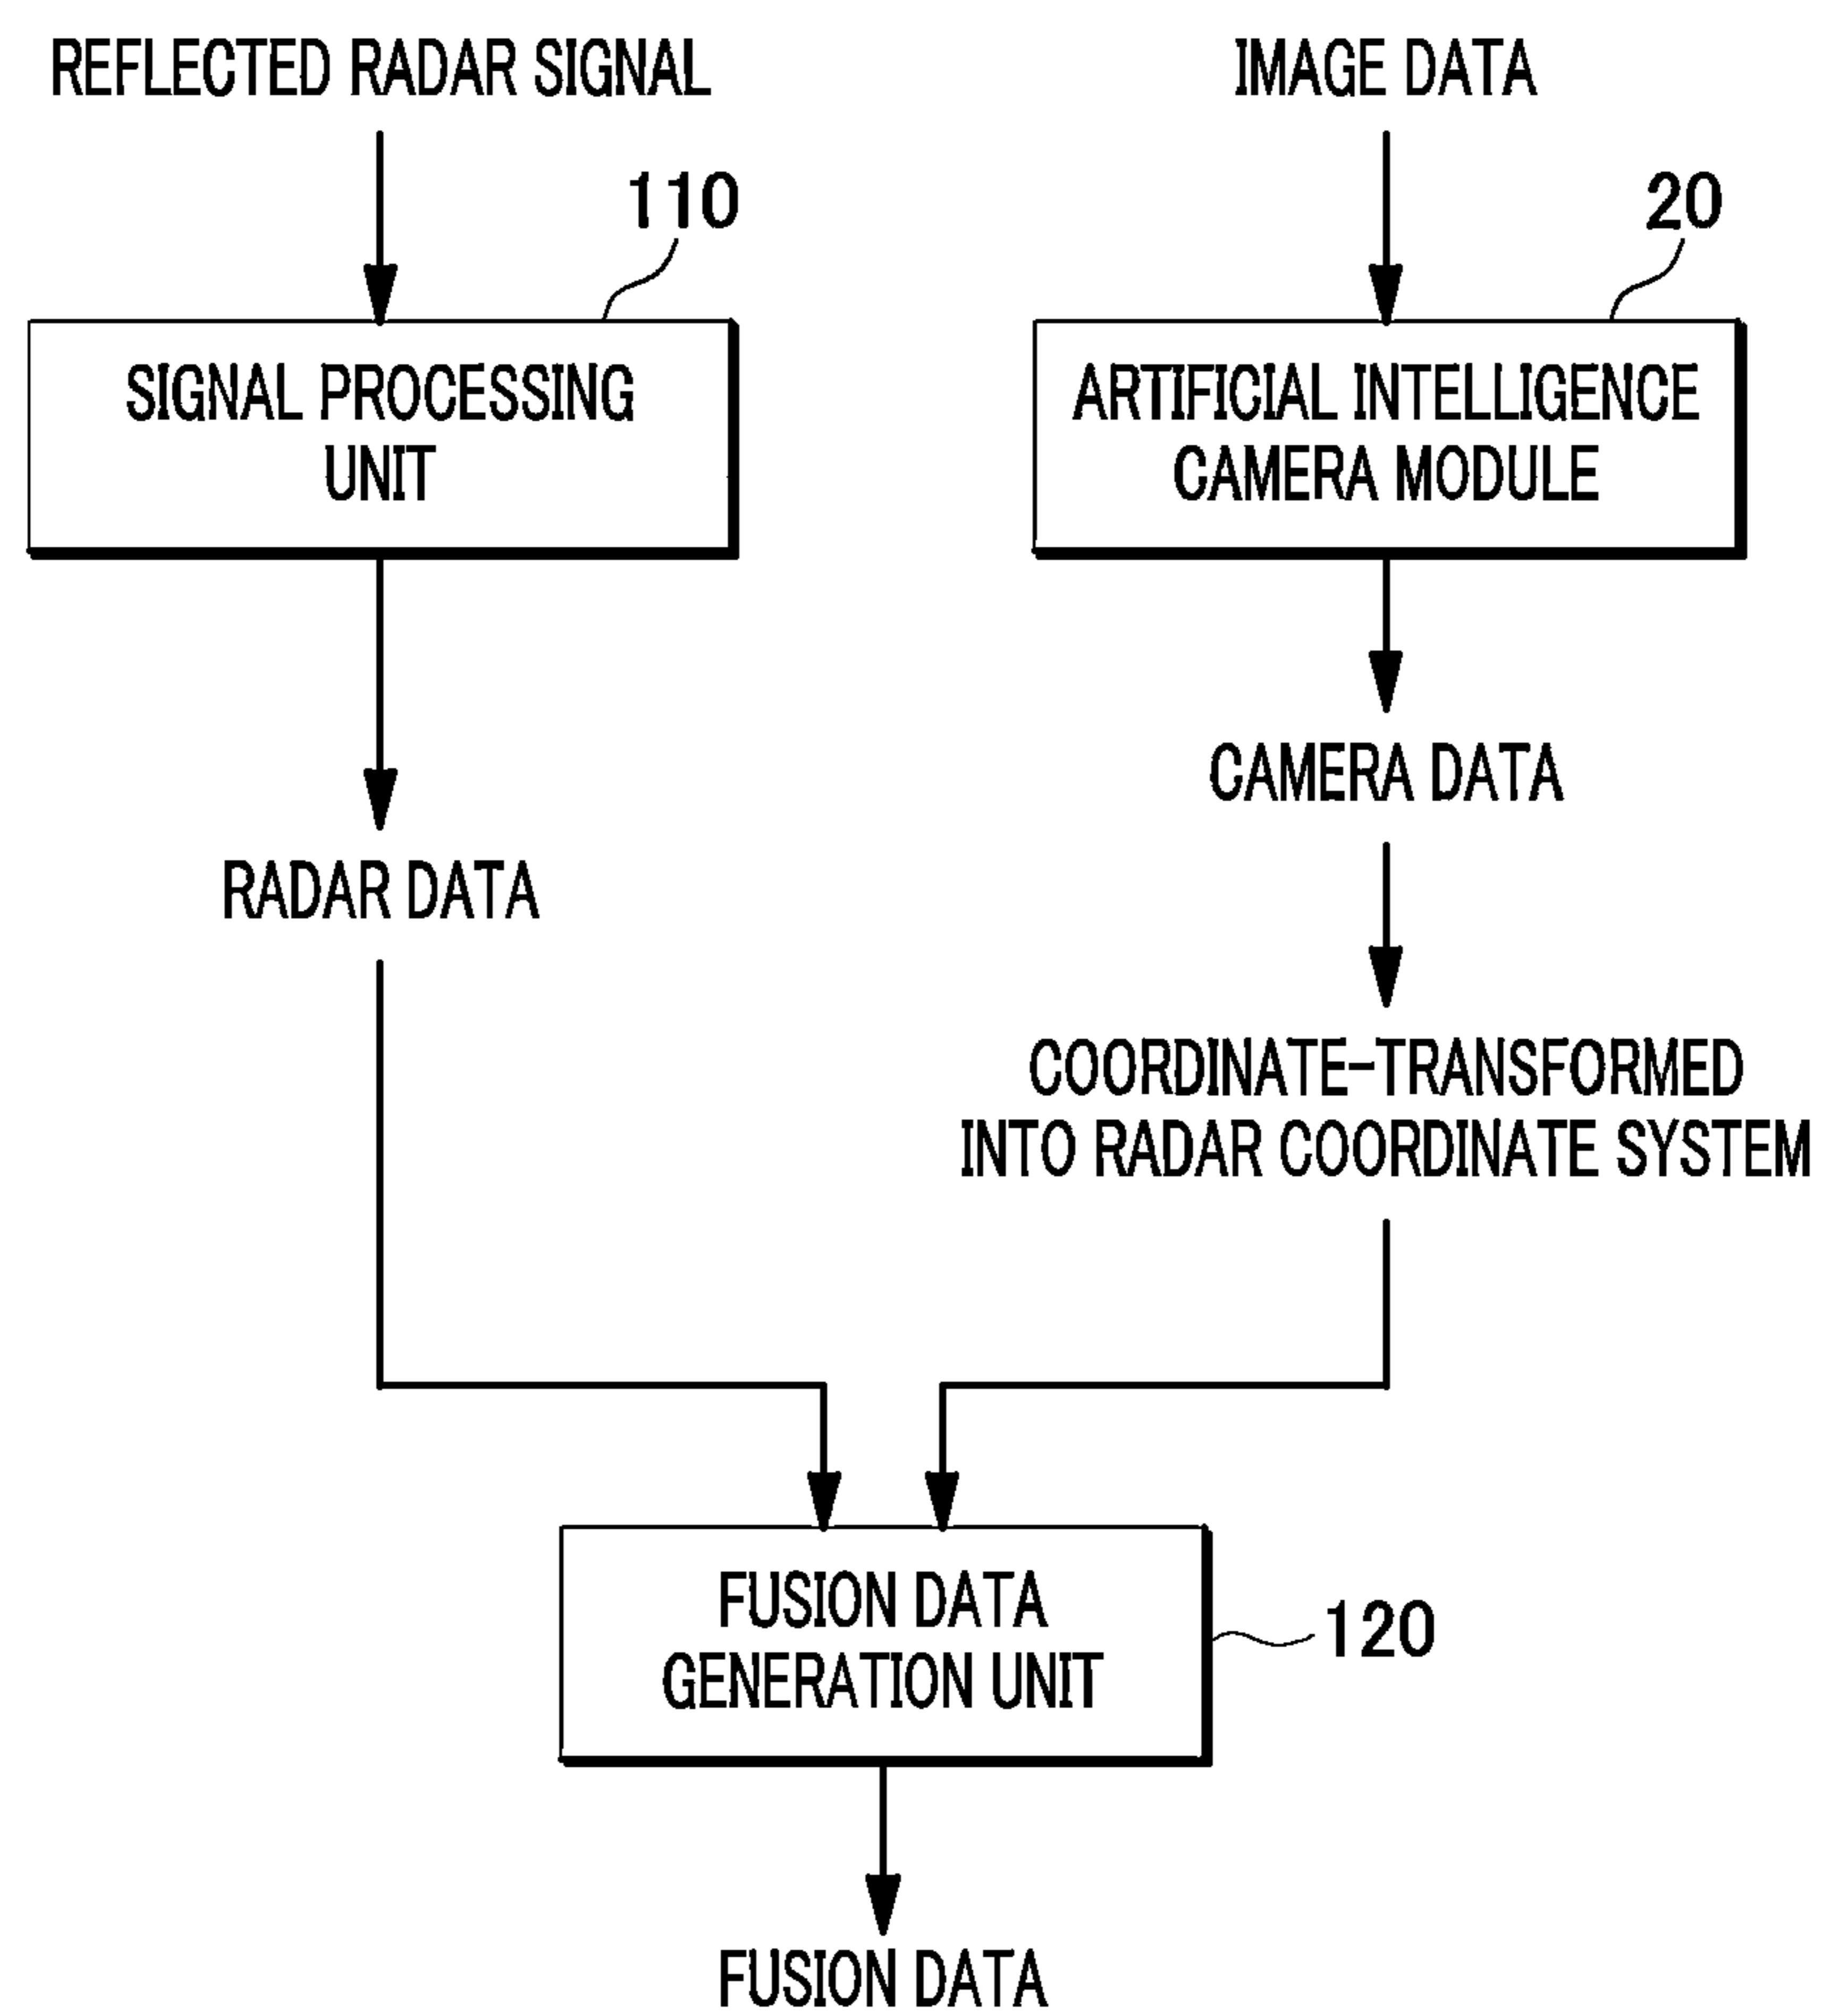 REFLECTED RADAR SIGNAL
IMAGE DATA
110
20
SIGNAL PROCESSING
UNIT
ARTIFICIAL INTELLIGENCE
CAMERA MODULE
CAMERA DATA
RADAR DATA
COORDINATE-TRANSFORMED
INTO RADAR COORDINATE SYSTEM
FUSION DATA
GENERATION UNIT
120
FUSION DATA